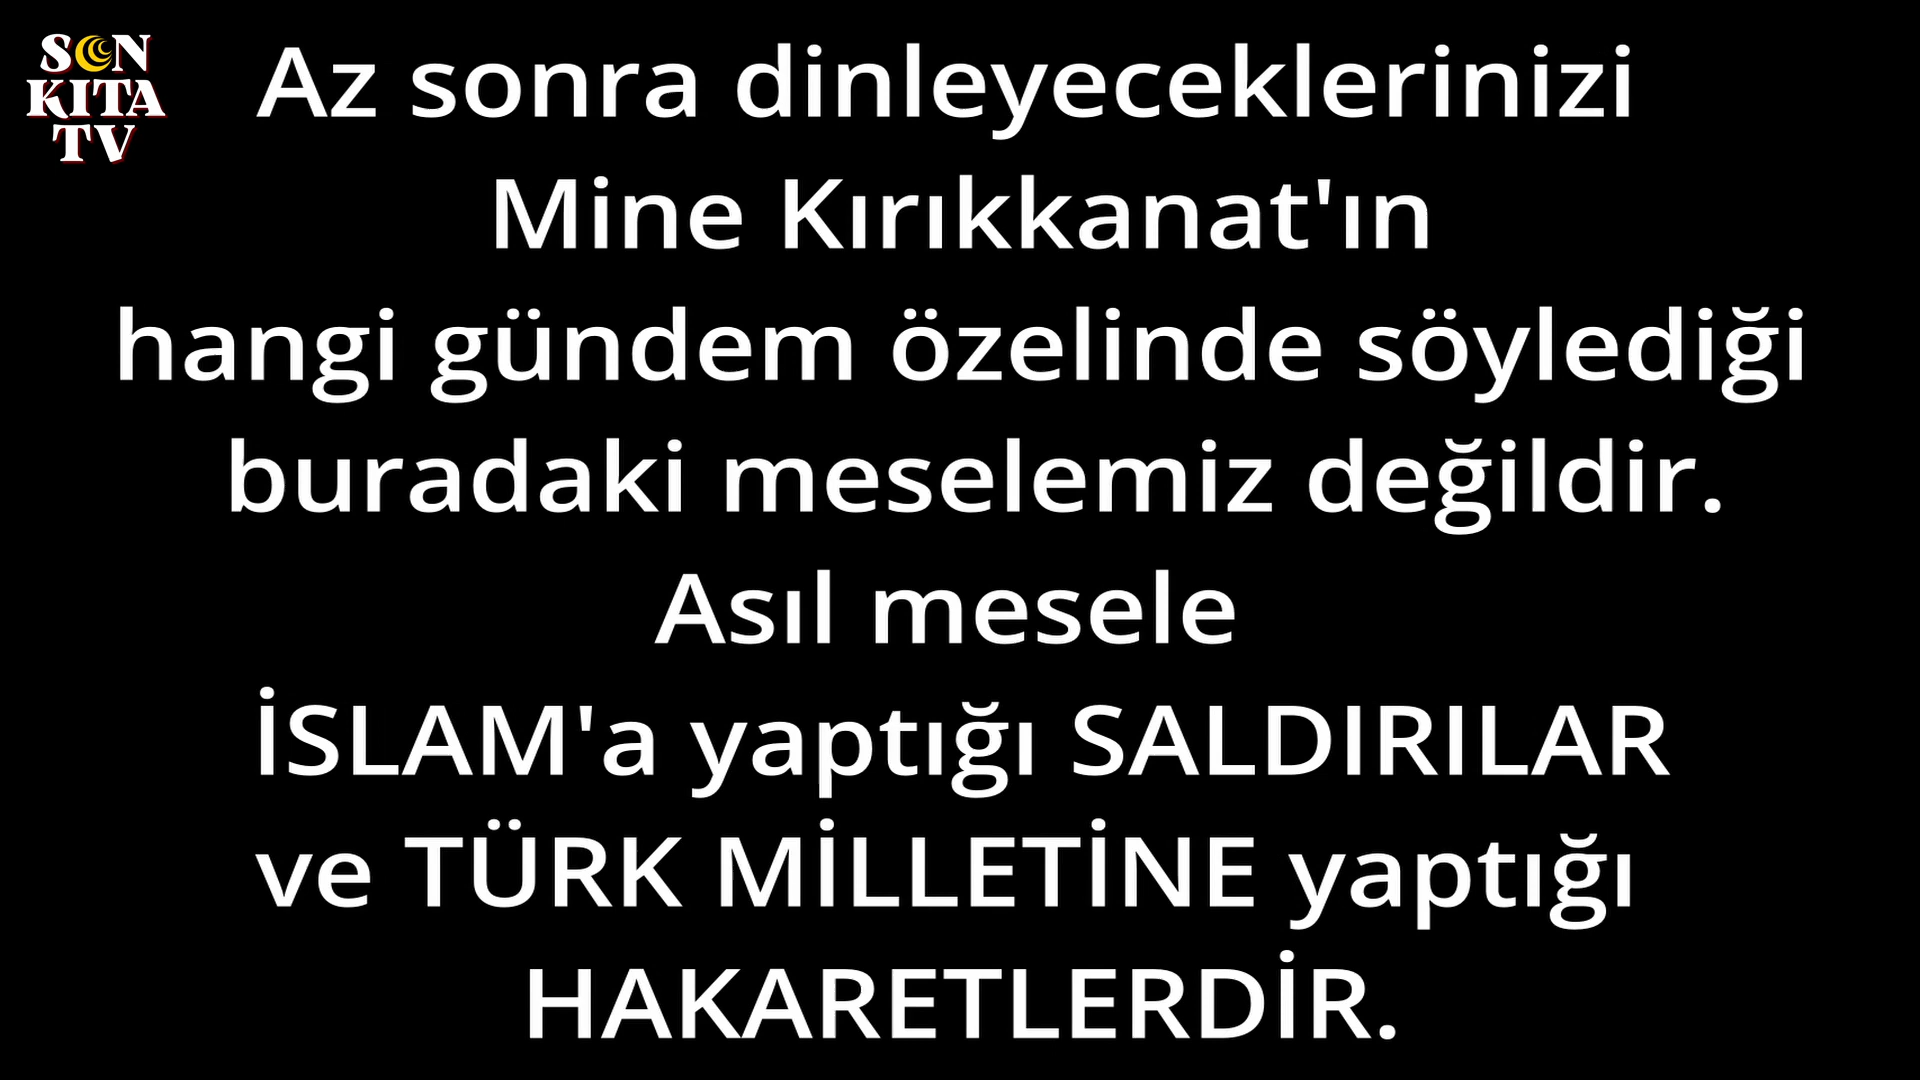 SON
KITA
TV
Az sonra dinleyeceklerinizi
Mine Kırıkkanat'ın
hangi gündem özelinde söylediği
buradaki meselemiz değildir.
Asıl mesele
İSLAM'a yaptığı SALDIRILAR
ve TÜRK MİLLETİNE yaptığı
HAKARETLERDİR.